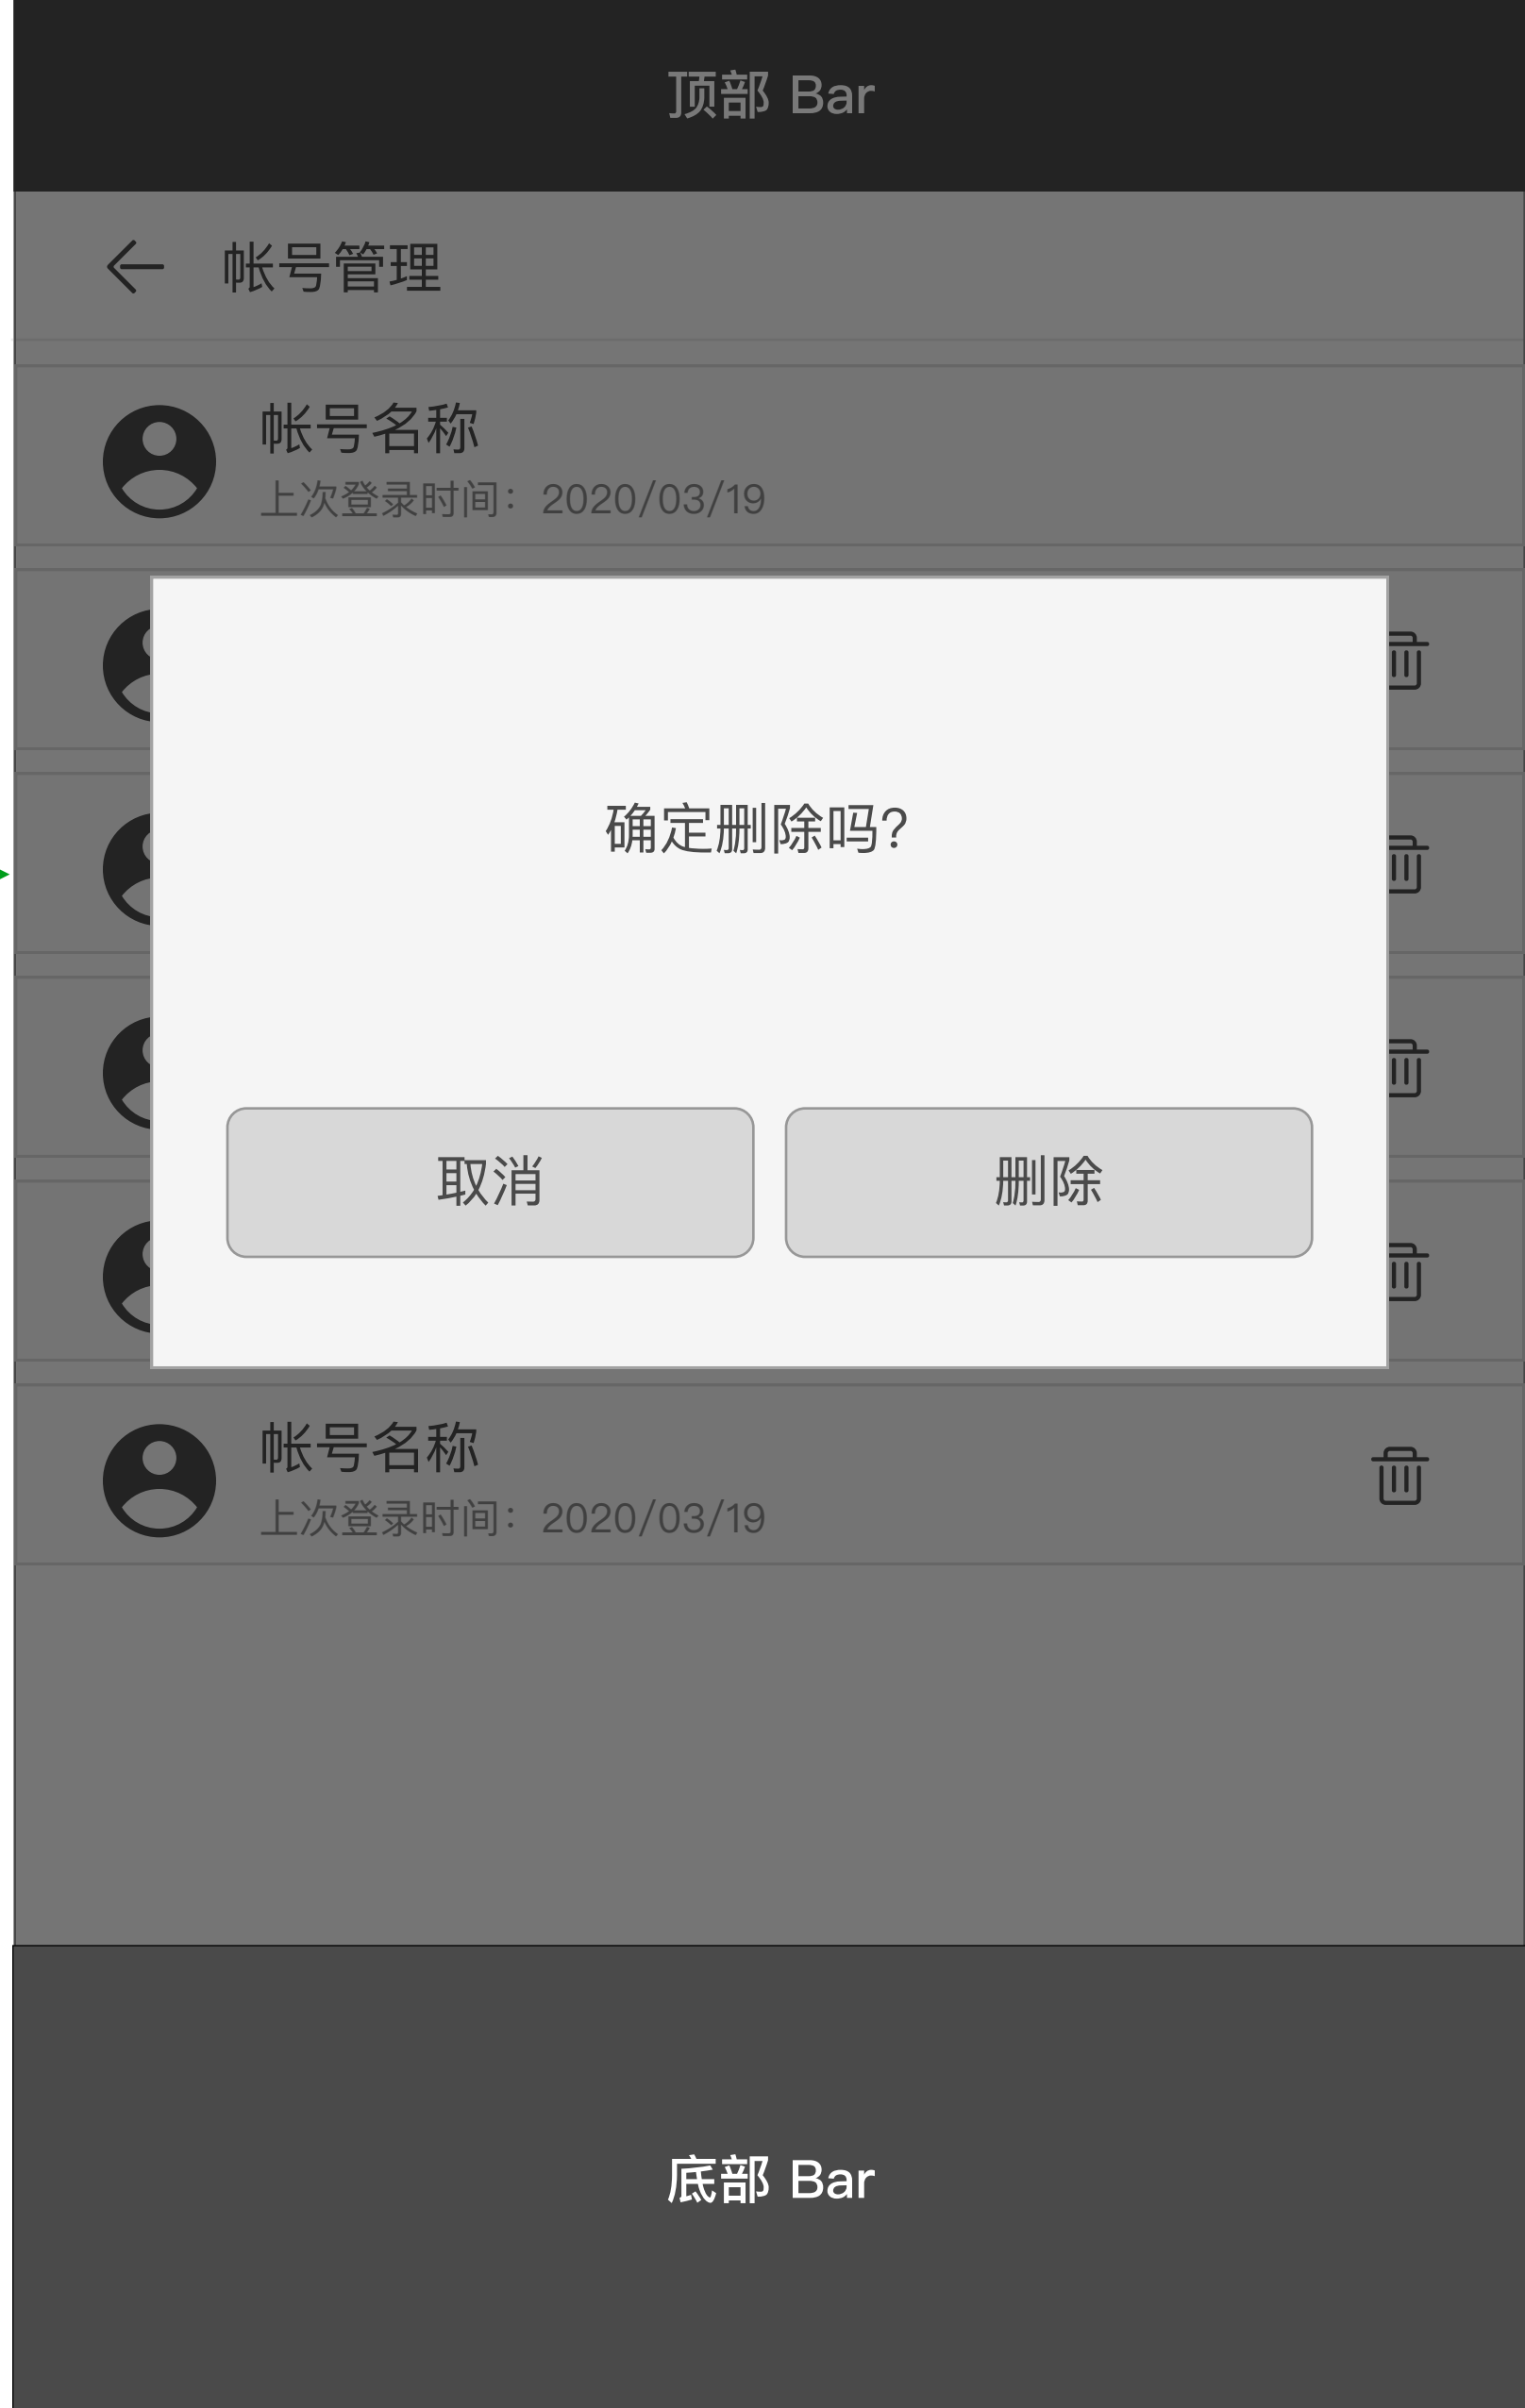 顶部 Bar
帐号管理
帐号名称
上次登录时间：2020/03/19
确定删除吗？
取消
删除
帐号名称
上次登录时间：2020/03/19
底部 Bar